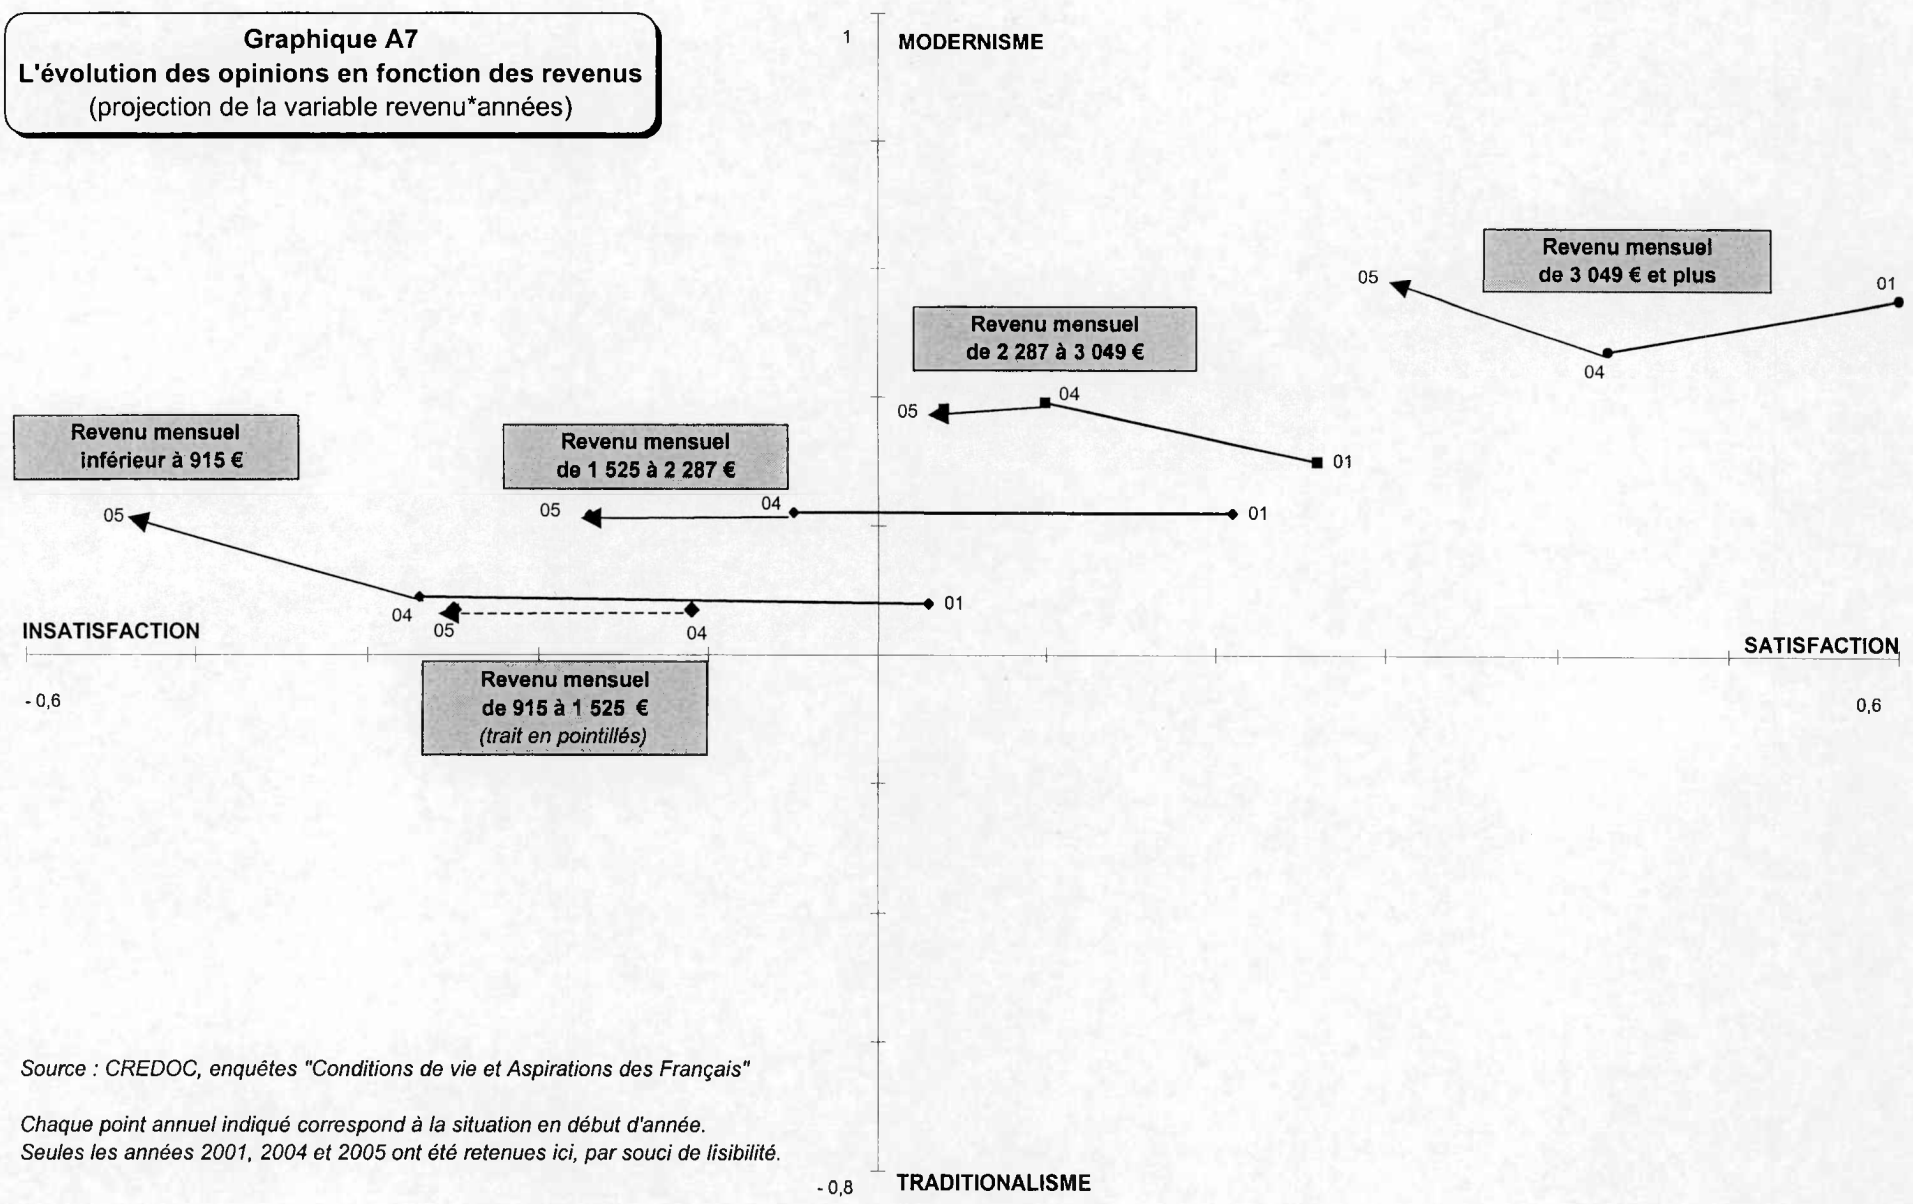 Graphique A7
L'évolution des opinions en fonction des revenus
(projection de la variable revenu*années)
1
MODERNISME
Revenu mensuel
de 3 049 € et plus
05
01
04
Revenu mensuel
de 2 287 à 3 049 €
05
04
01
Revenu mensuel
inférieur à 915 €
05
Revenu mensuel
de 1 525 à 2 287 €
05
04
01
04
05
04
01
INSATISFACTION
SATISFACTION
- 0,6
0,6
Revenu mensuel
de 915 à 1 525 €
(trait en pointillés)
Source : CREDOC, enquêtes "Conditions de vie et Aspirations des Français"
Chaque point annuel indiqué correspond à la situation en début d'année.
Seules les années 2001, 2004 et 2005 ont été retenues ici, par souci de lisibilité.
- 0,8
TRADITIONALISME